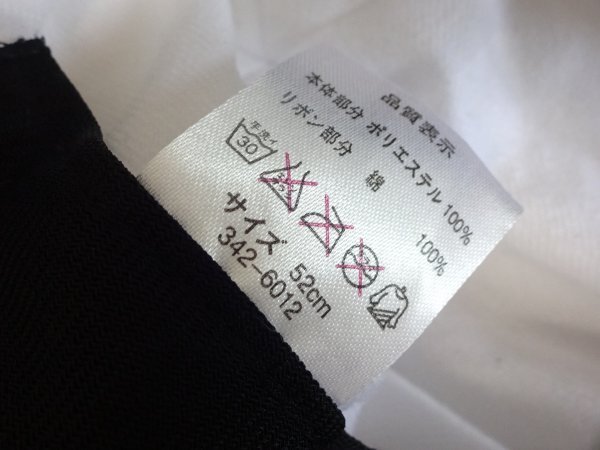 品質表示
本体部分 ポリエステル 100%
リボン部分 綿 100%
手洗イ
30
サイズ 52cm
342-6012